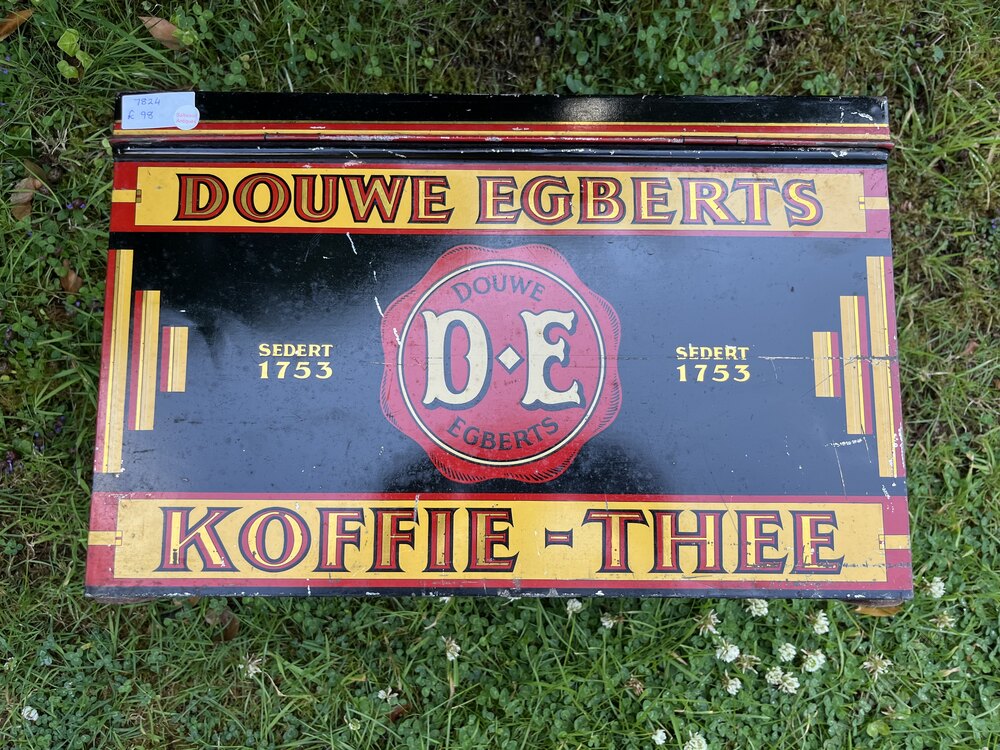 7824
£ 98
DOUWE EGBERTS
DOUWE
D·E
EGBERTS
SEDERT
1753
SEDERT
1753
KOFFIE - THEE